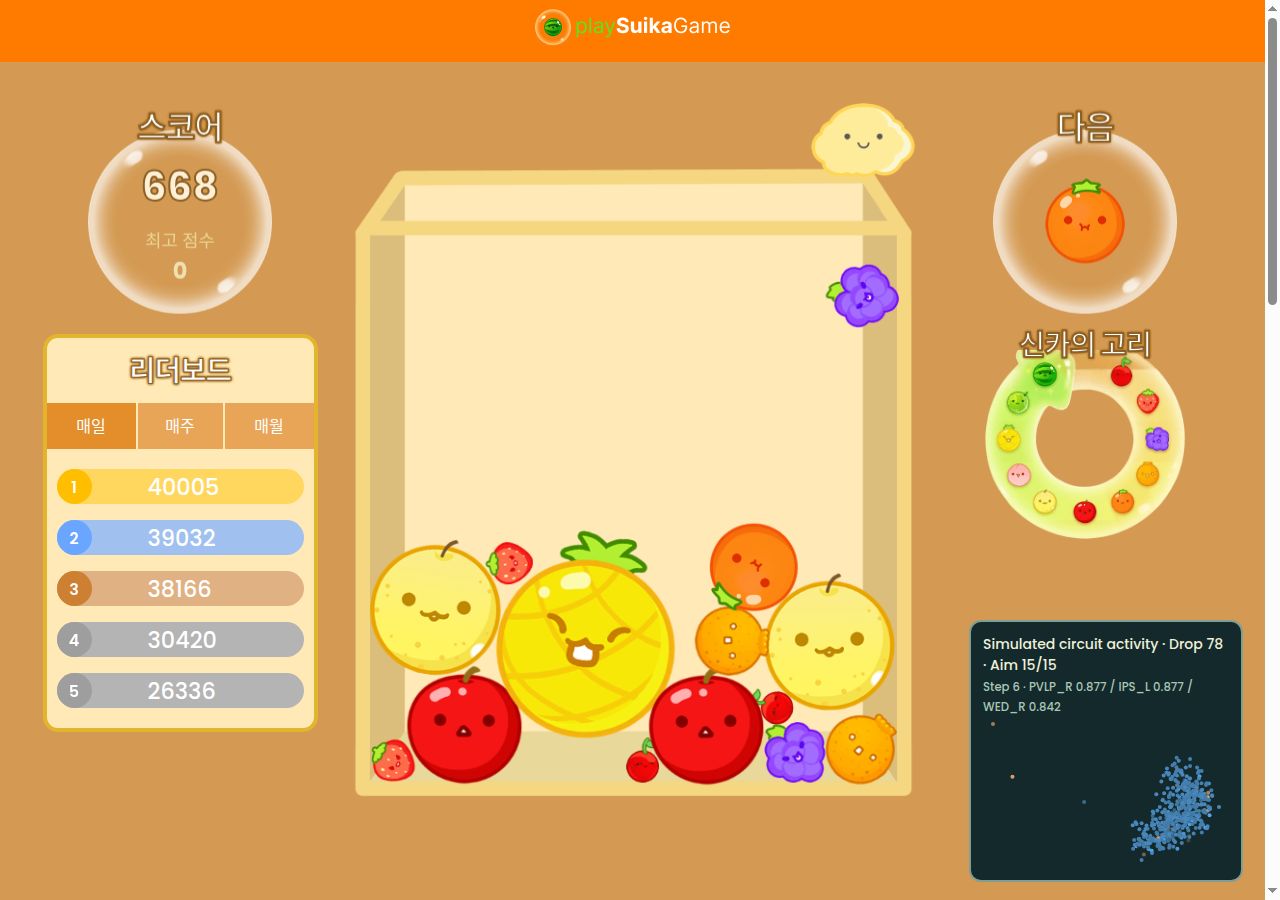 playSuikaGame
스코어
668
최고 점수
0
다음
신카의 고리
리더보드
매일
매주
매월
1 40005
2 39032
3 38166
4 30420
5 26336
Simulated circuit activity · Drop 78
· Aim 15/15
Step 6 · PVLP_R 0.877 / IPS_L 0.877 /
WED_R 0.842